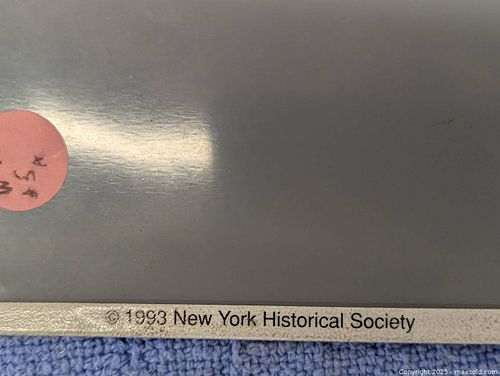 © 1993 New York Historical Society
Copyright 2025 - maxsold.com